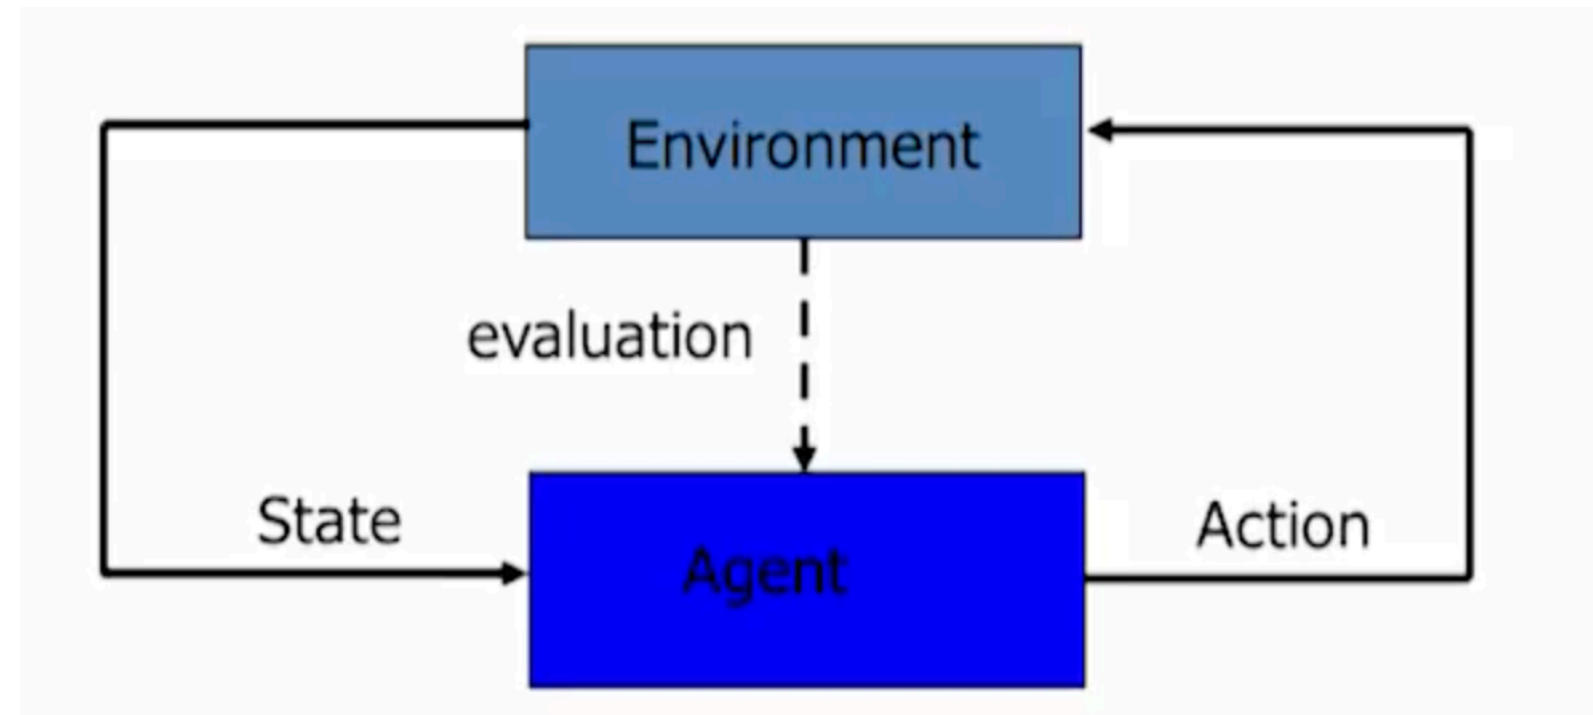 Environment
evaluation
State
Action
Agent